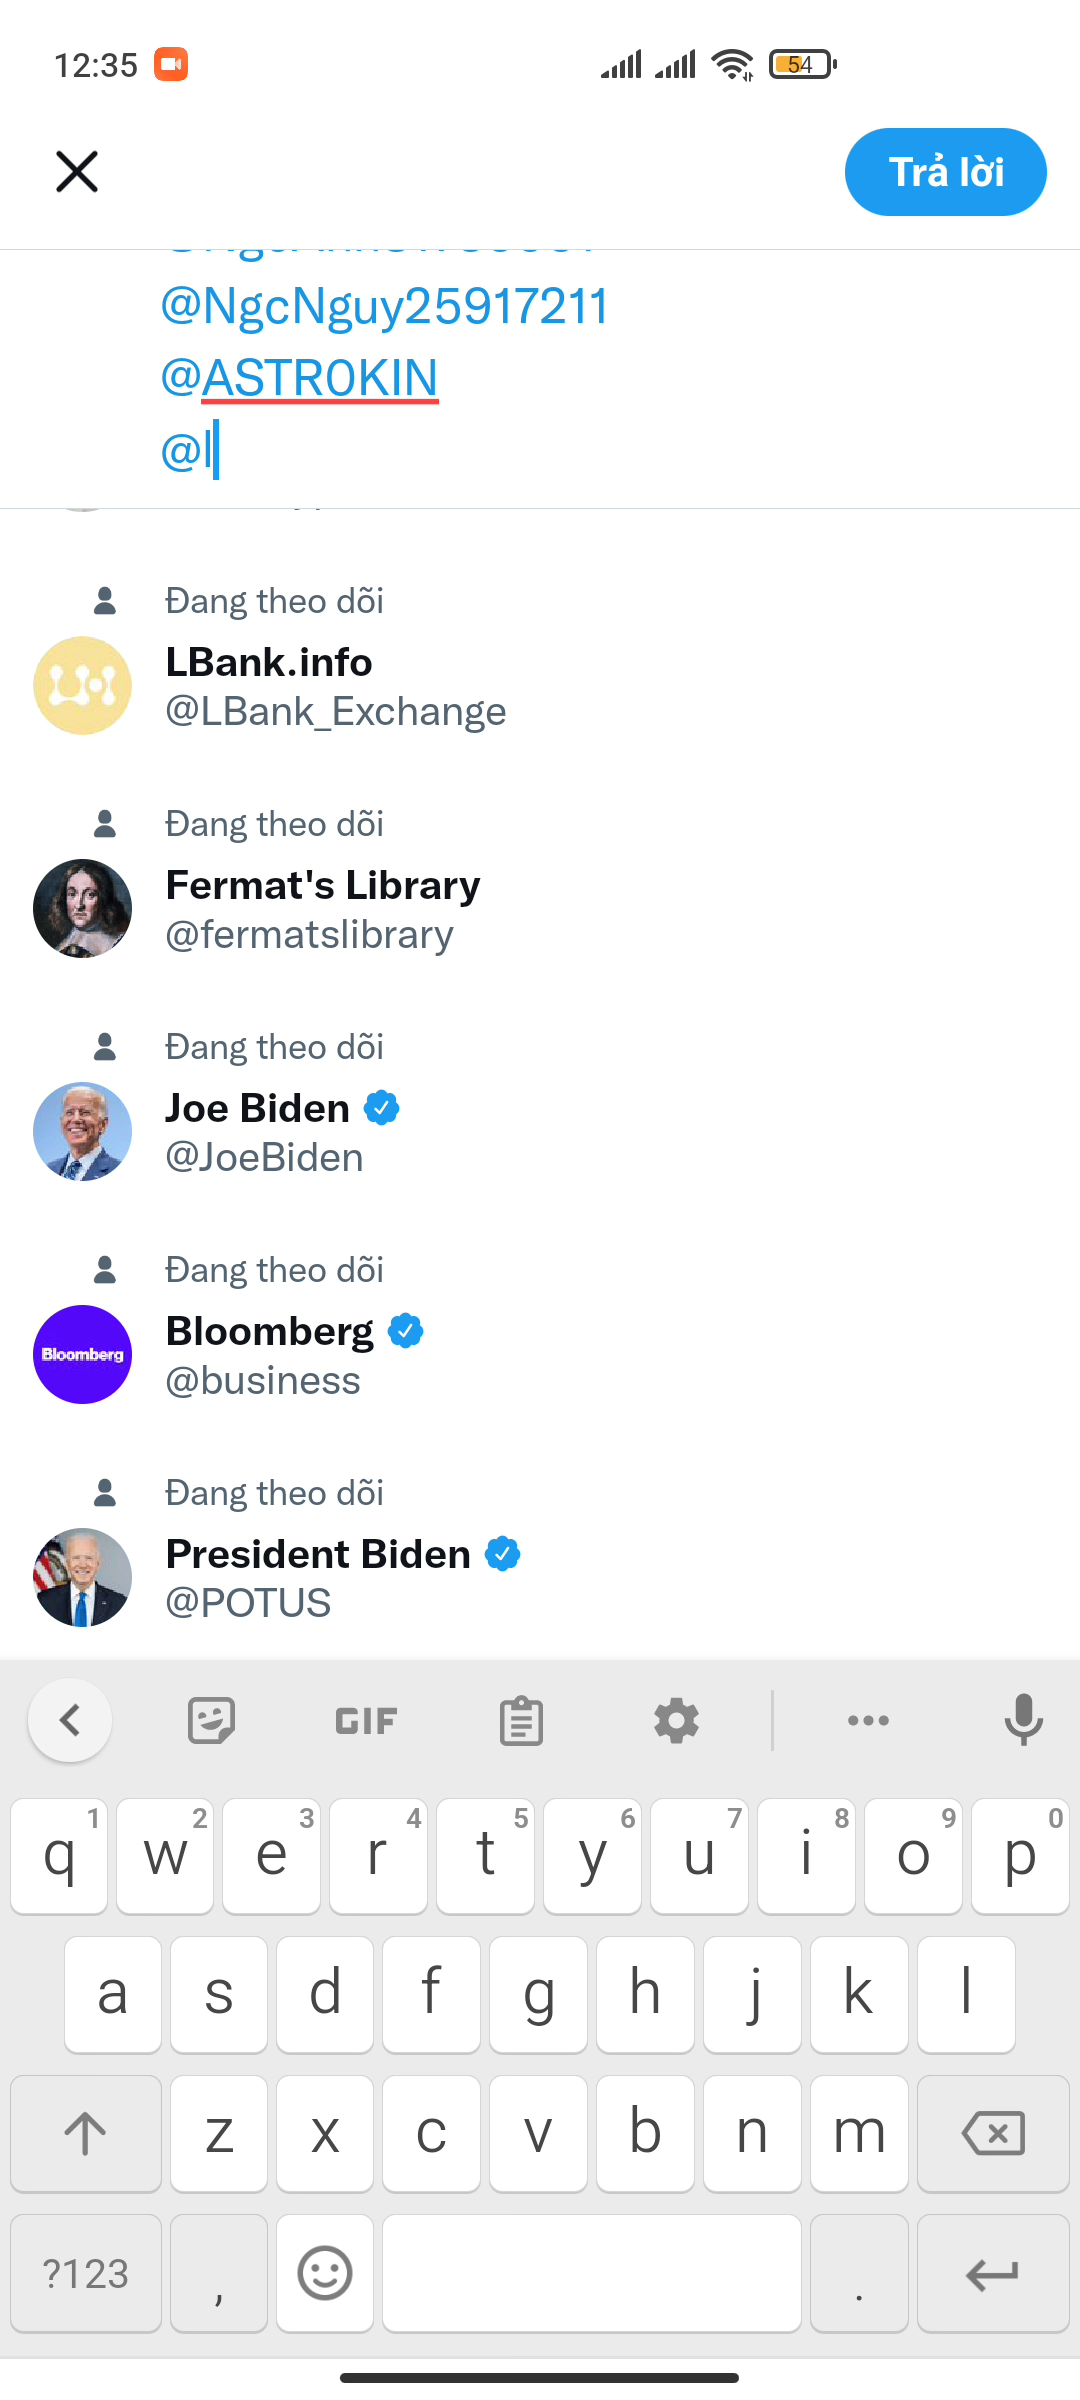 12:35
54
Trả lời
@NgcNguy25917211
@ASTR0KIN
@l
Đang theo dõi
LBank.info
@LBank_Exchange
Đang theo dõi
Fermat's Library
@fermatslibrary
Đang theo dõi
Joe Biden
@JoeBiden
Đang theo dõi
Bloomberg
Bloomberg
@business
Đang theo dõi
President Biden
@POTUS
GIF
1 2 3 4 5 6 7 8 9 0
q w e r t y u i o p
a s d f g h j k l
z x c v b n m
?123 , .